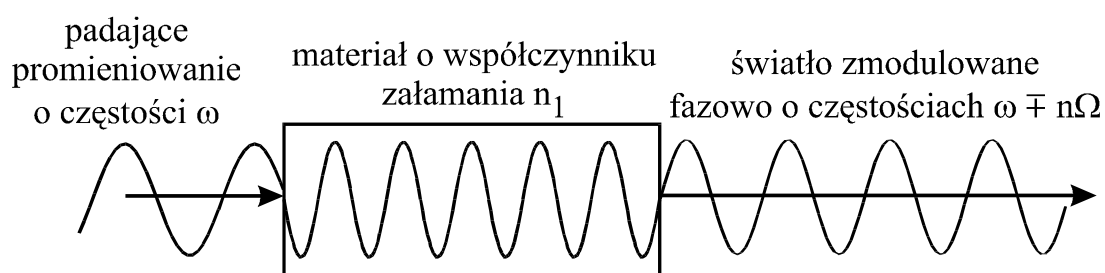 padające
promieniowanie
o częstości ω
materiał o współczynniku
załamania n₁
światło zmodulowane
fazowo o częstościach ω ∓ nΩ